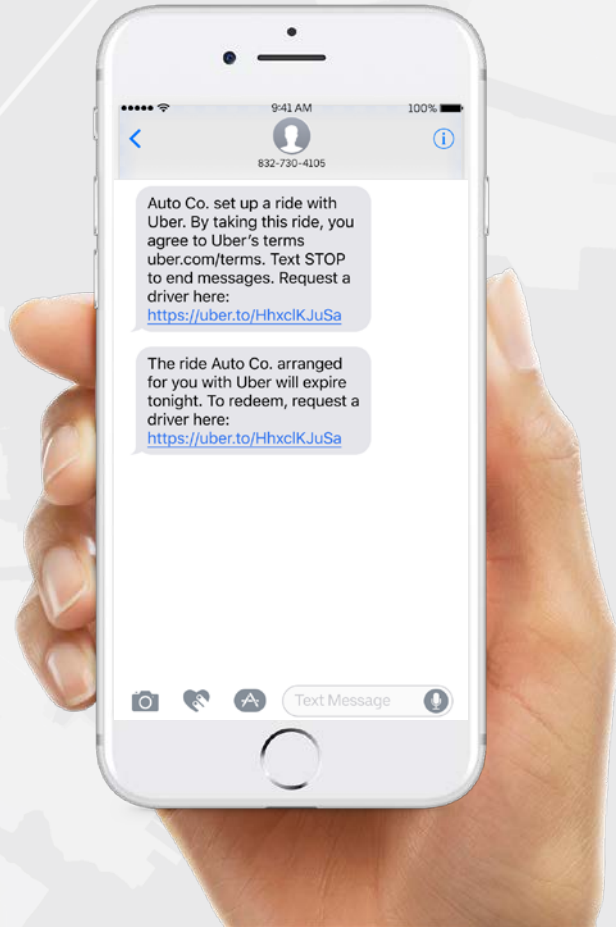 9:41 AM
100%
832-730-4105
Auto Co. set up a ride with
Uber. By taking this ride, you
agree to Uber’s terms
uber.com/terms. Text STOP
to end messages. Request a
driver here:
https://uber.to/HhxclKJuSa
The ride Auto Co. arranged
for you with Uber will expire
tonight. To redeem, request a
driver here:
https://uber.to/HhxclKJuSa
Text Message